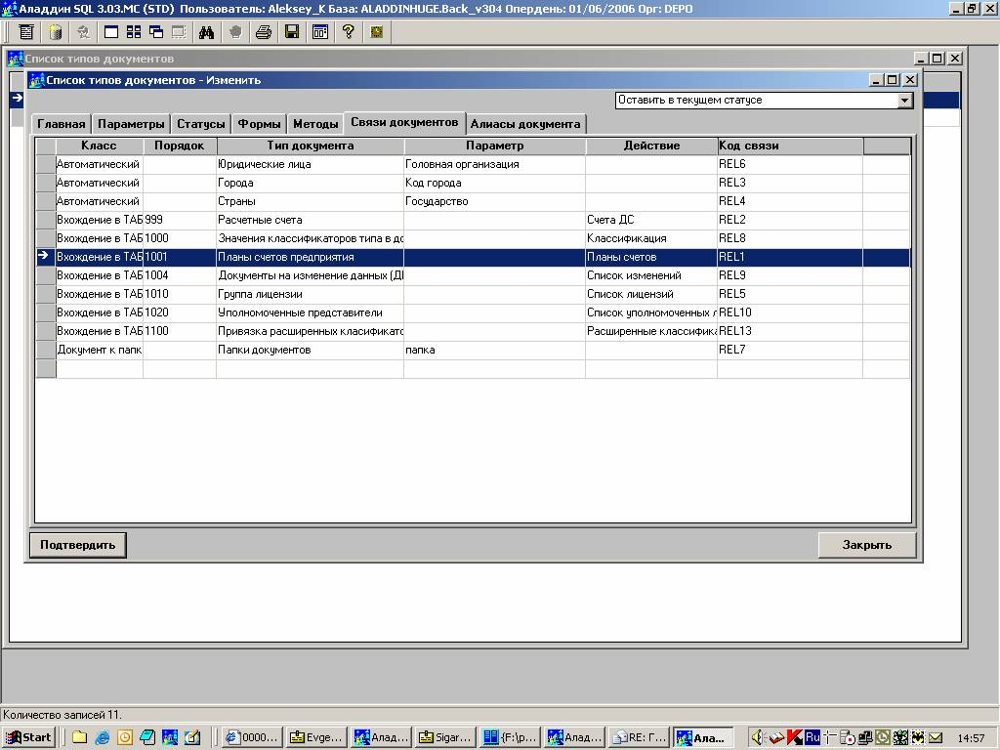 Аладдин SQL 3.03.MC (STD) Пользователь: Aleksey_K База: ALADDINHUGE.Back_v304 Опердень: 01/06/2006 Орг: DEPO
Список типов документов
Список типов документов - Изменить
Оставить в текущем статусе
Главная Параметры Статусы Формы Методы Связи документов Алиасы документа
Класс Порядок Тип документа Параметр Действие Код связи
Автоматический Юридические лица Головная организация REL6
Автоматический Города Код города REL3
Автоматический Страны Государство REL4
Вхождение в ТАБ 999 Расчетные счета Счета ДС REL2
Вхождение в ТАБ 1000 Значения классификаторов типа в до Классификация REL8
Вхождение в ТАБ 1001 Планы счетов предприятия Планы счетов REL1
Вхождение в ТАБ 1004 Документы на изменение данных (Д Список изменений REL9
Вхождение в ТАБ 1010 Группа лицензии Список лицензий REL5
Вхождение в ТАБ 1020 Уполномоченные представители Список уполномоченных л REL10
Вхождение в ТАБ 1100 Привязка расширенных класификато Расширенные классифика REL13
Документ к папк Папки документов папка REL7
Подтвердить Закрыть
Количество записей 11.
Start 0000... Evge... Алад... Sigar... {F:\p... Алад... RE: Г... Ала... Ru 14:57